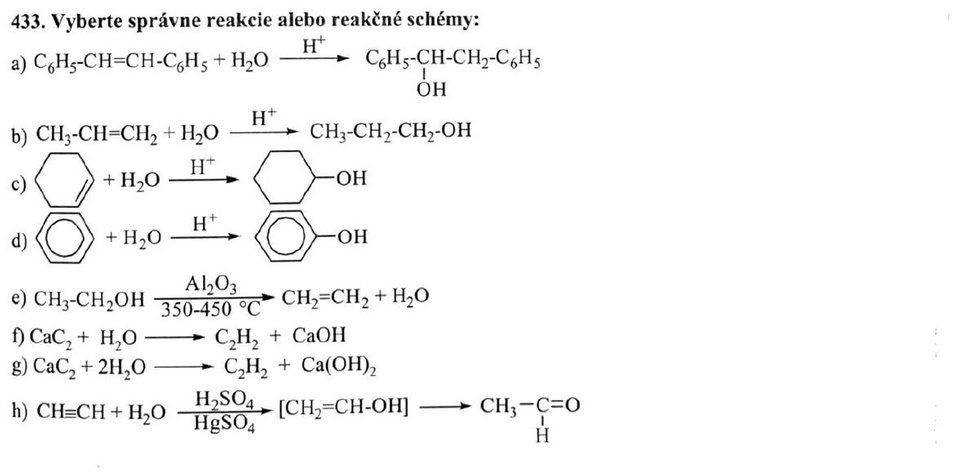 433. Vyberte správne reakcie alebo reakčné schémy:
a) C₆H₅-CH=CH-C₆H₅ + H₂O H⁺ → C₆H₅-CH-CH₂-C₆H₅
OH
b) CH₃-CH=CH₂ + H₂O H⁺ → CH₃-CH₂-CH₂-OH
c) + H₂O H⁺ → -OH
d) + H₂O H⁺ → -OH
e) CH₃-CH₂OH Al₂O₃ 350-450 °C → CH₂=CH₂ + H₂O
f) CaC₂ + H₂O → C₂H₂ + CaOH
g) CaC₂ + 2H₂O → C₂H₂ + Ca(OH)₂
h) CH≡CH + H₂O H₂SO₄ HgSO₄ → [CH₂=CH-OH] → CH₃-C=O
H